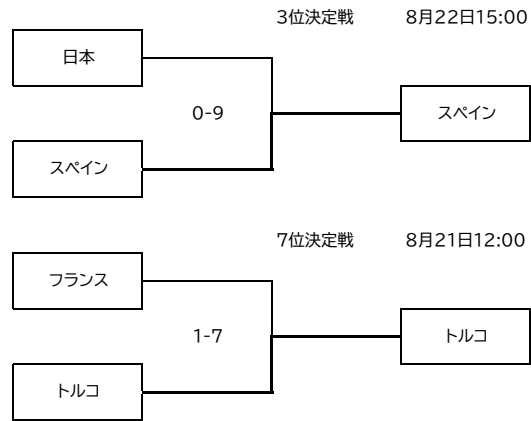 3位決定戦 8月22日15:00
日本
0-9
スペイン
スペイン
7位決定戦 8月21日12:00
フランス
1-7
トルコ
トルコ